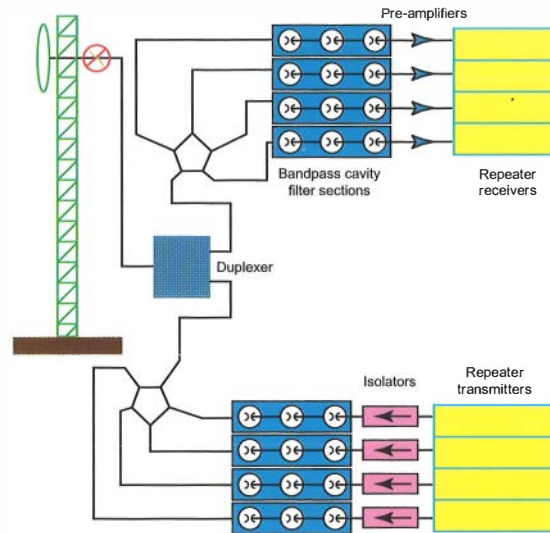 Pre-amplifiers
Bandpass cavity
filter sections
Repeater
receivers
Duplexer
Isolators
Repeater
transmitters